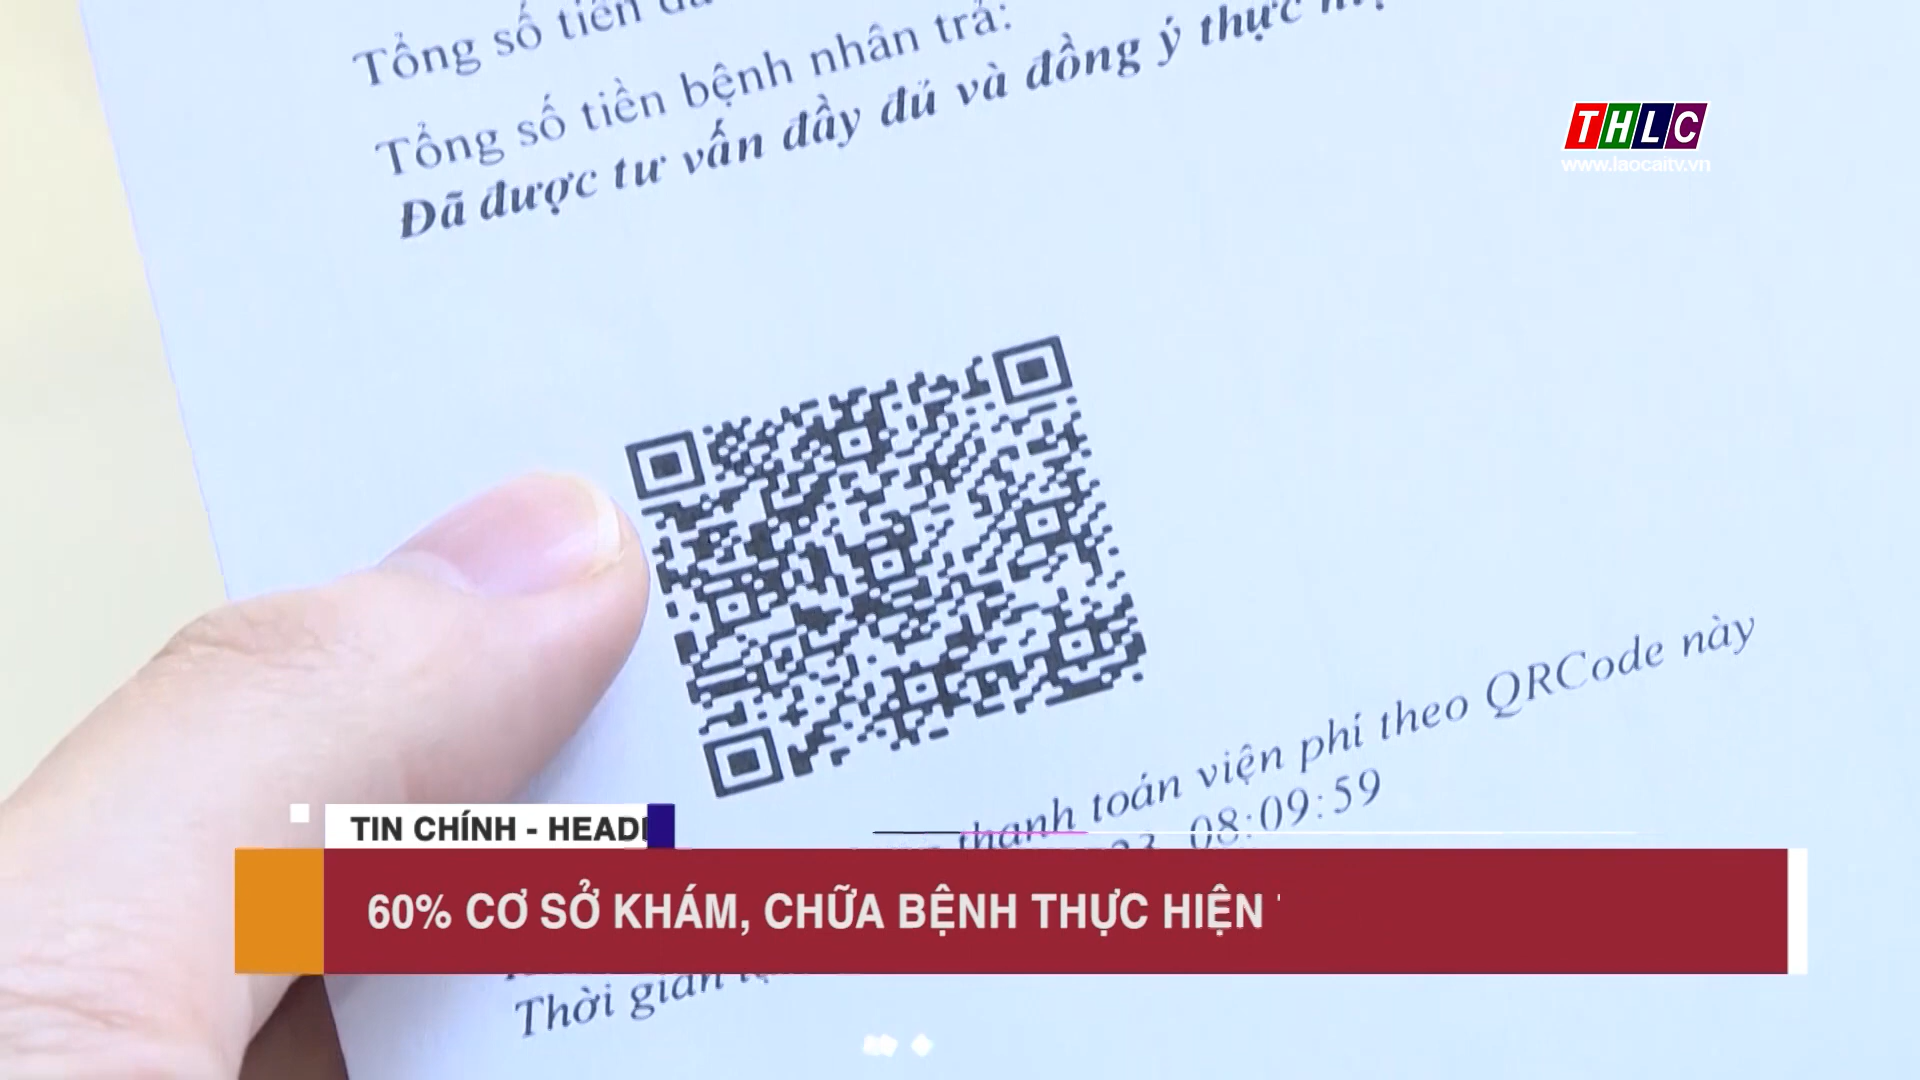 Tổng số tiền
Tổng số tiền bệnh nhân trả:
Đã được tư vấn đầy đủ và đồng ý thực
THLC
www.laocaitv.vn
thanh toán viện phí theo QRCode này
08:09:59
TIN CHÍNH - HEAD
60% CƠ SỞ KHÁM, CHỮA BỆNH THỰC HIỆN
Thời gian